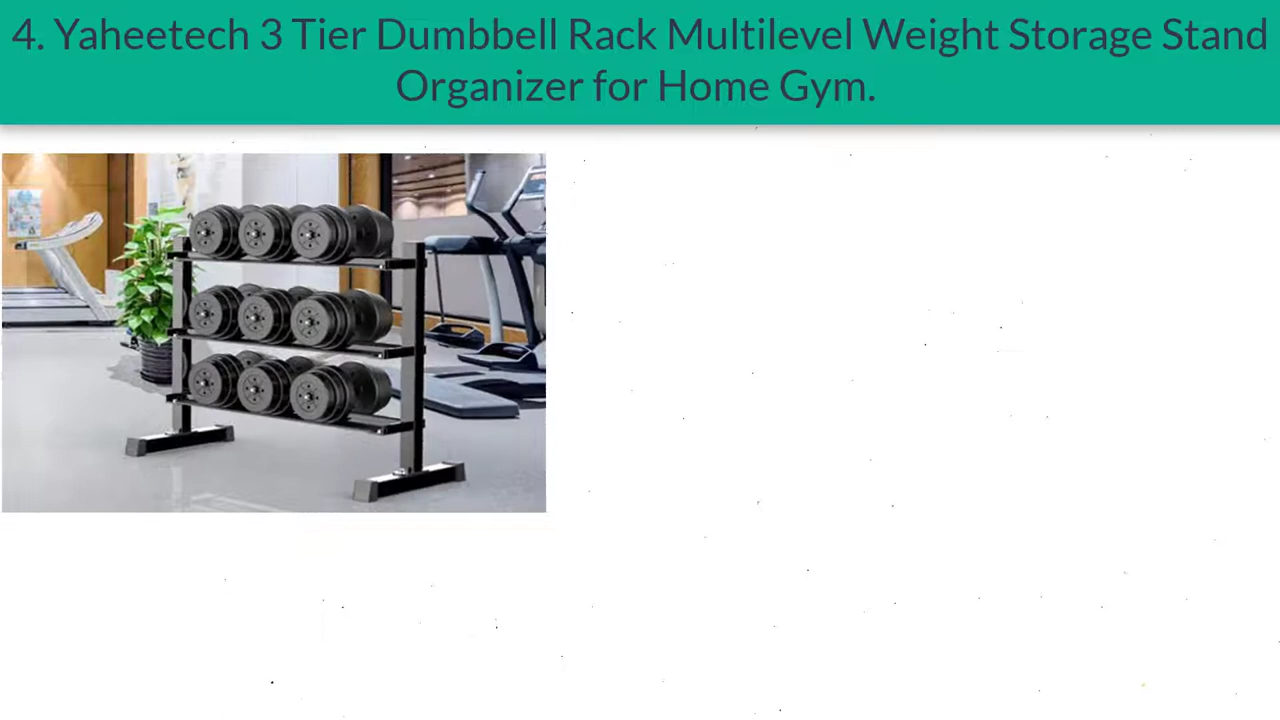 4. Yaheetech 3 Tier Dumbbell Rack Multilevel Weight Storage Stand
Organizer for Home Gym.